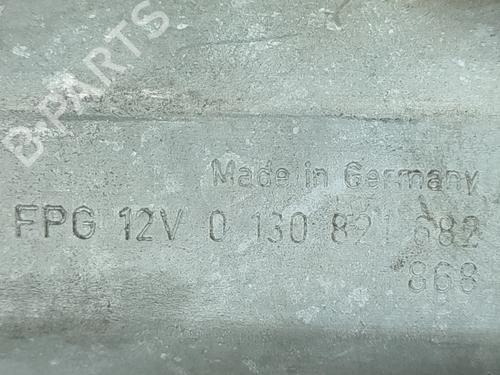 B-PARTS
Made in Germany
FPG 12V 0 130 821 682
868